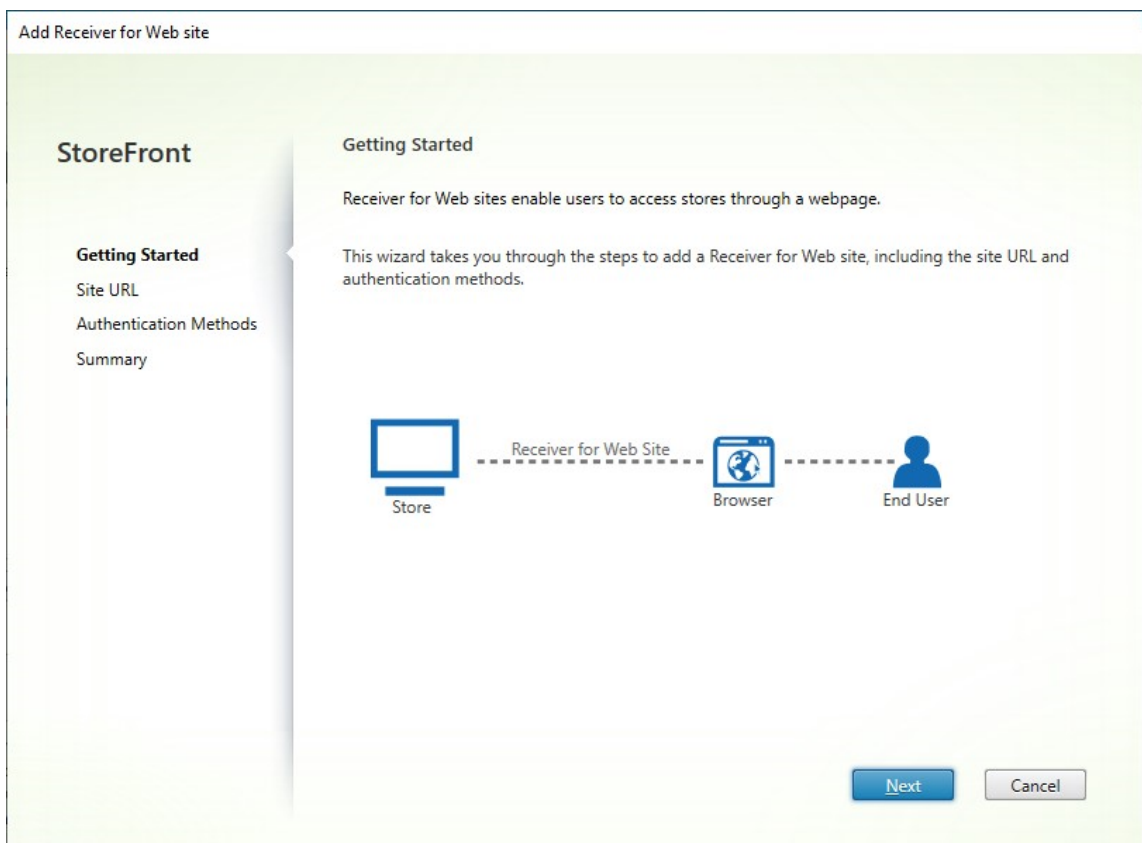 Add Receiver for Web site
StoreFront
Getting Started
Site URL
Authentication Methods
Summary
Getting Started
Receiver for Web sites enable users to access stores through a webpage.
This wizard takes you through the steps to add a Receiver for Web site, including the site URL and
authentication methods.
Receiver for Web Site
Store
Browser
End User
Next
Cancel